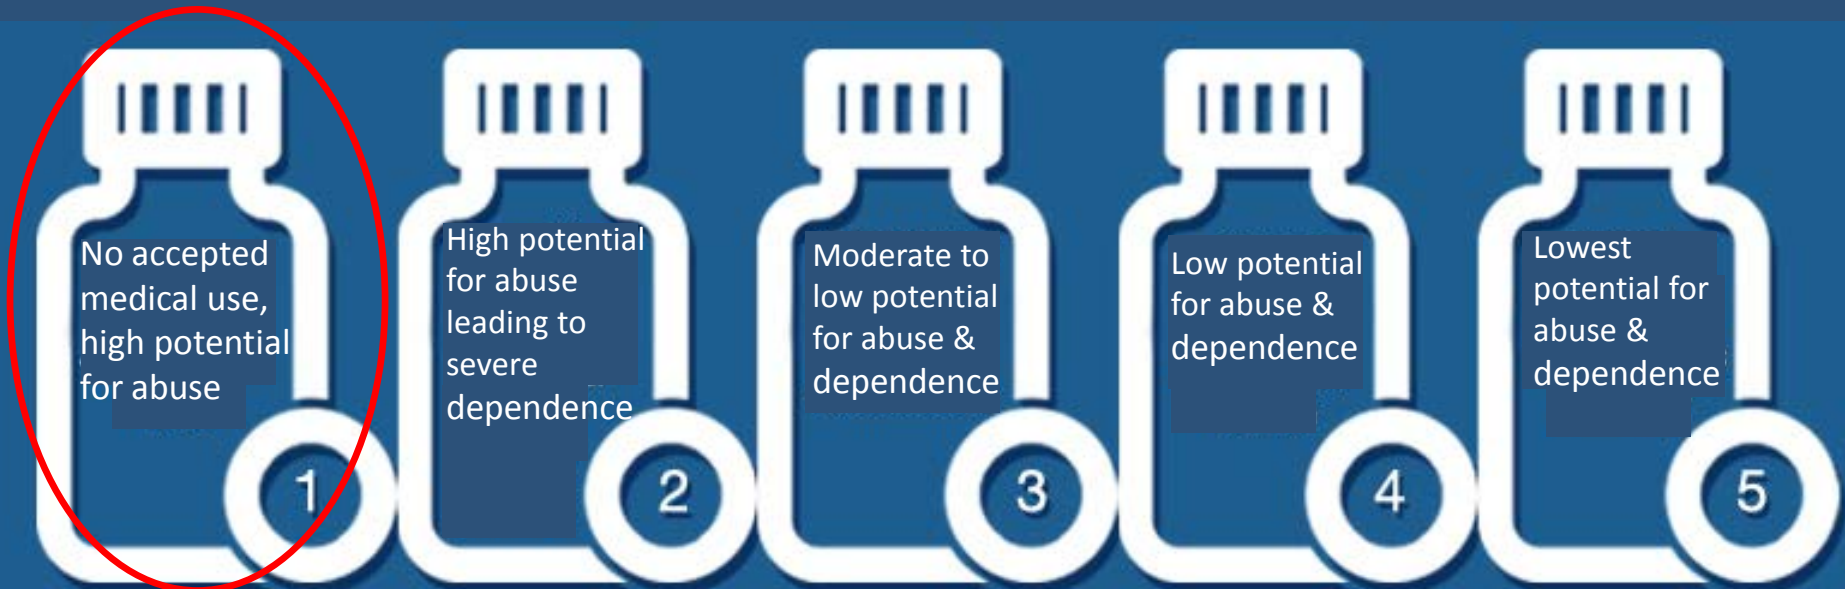 No accepted
medical use,
high potential
for abuse
1
High potential
for abuse
leading to
severe
dependence
2
Moderate to
low potential
for abuse &
dependence
3
Low potential
for abuse &
dependence
4
Lowest
potential for
abuse &
dependence
5